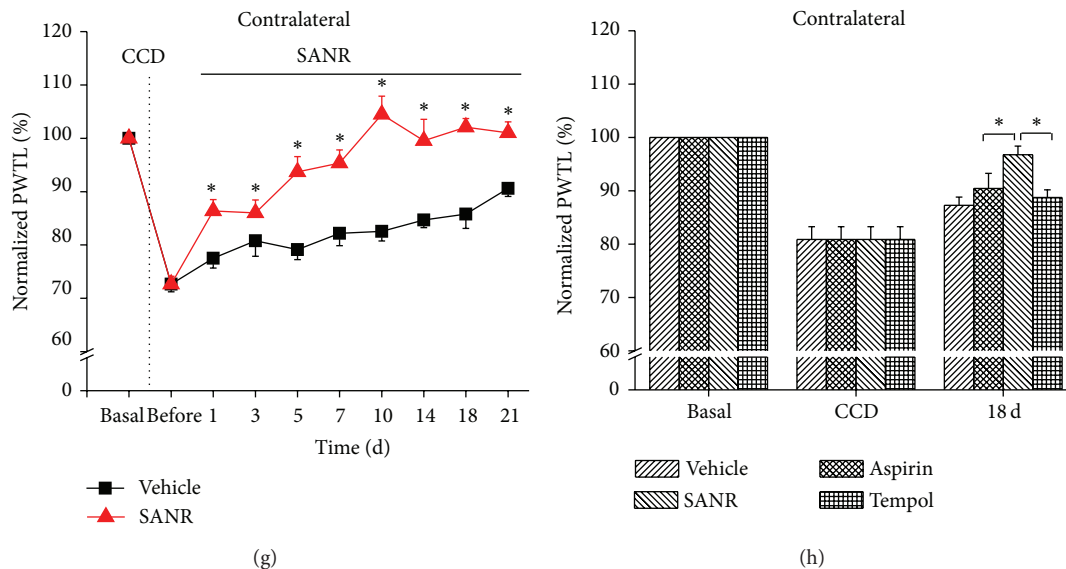 Contralateral
CCD
SANR
Normalized PWTL (%)
120
110
100
90
80
70
60
0
* * * * * * * *
Basal Before 1 3 5 7 10 14 18 21
Time (d)
Vehicle
SANR
(g)
Contralateral
Normalized PWTL (%)
120
110
100
90
80
70
60
0
* *
Basal CCD 18 d
Vehicle Aspirin
SANR Tempol
(h)